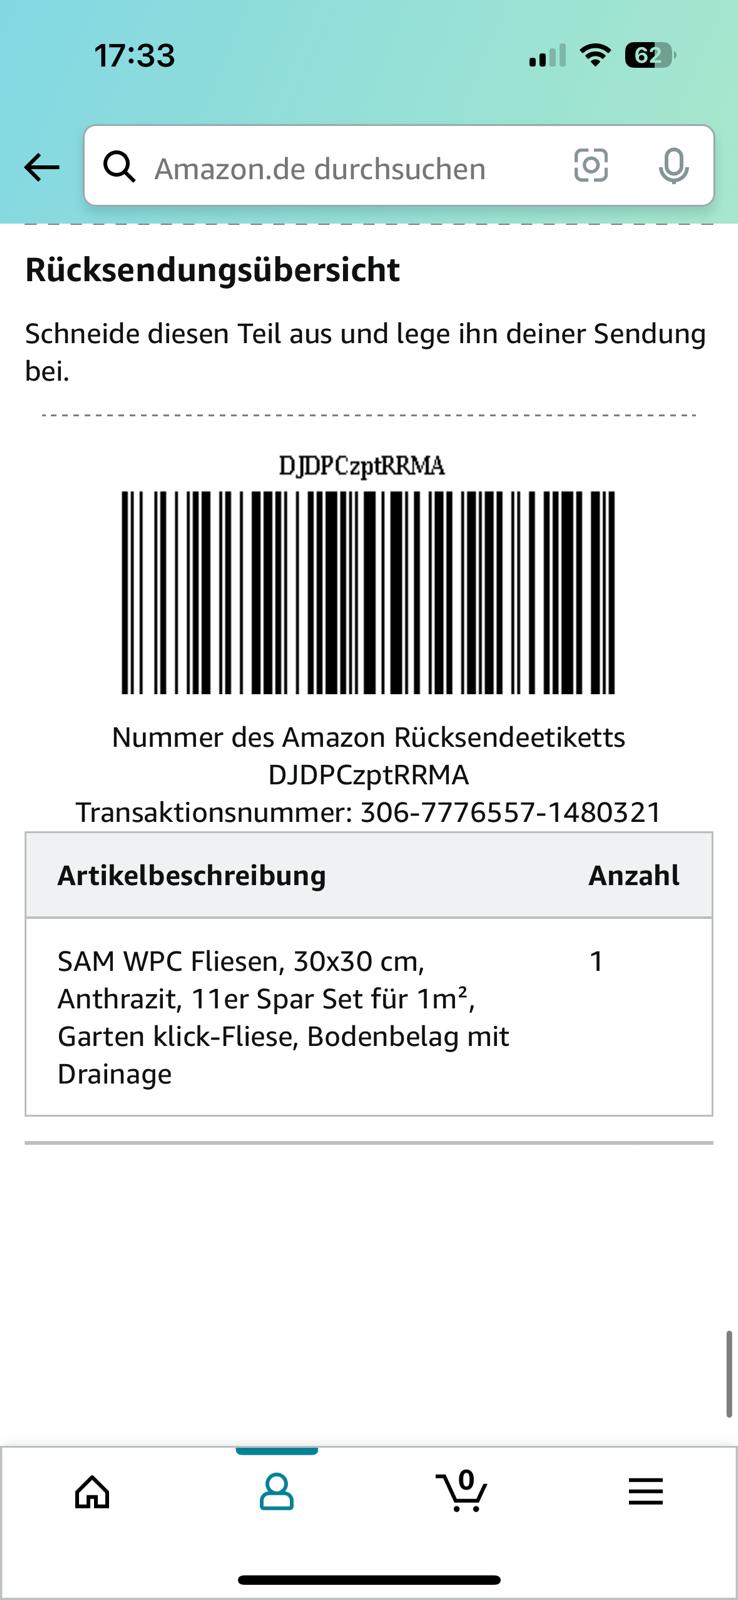 17:33
62
Amazon.de durchsuchen
Rücksendungsübersicht
Schneide diesen Teil aus und lege ihn deiner Sendung
bei.
DJDPCzptRRMA
Nummer des Amazon Rücksendeetiketts
DJDPCzptRRMA
Transaktionsnummer: 306-7776557-1480321
Artikelbeschreibung Anzahl
SAM WPC Fliesen, 30x30 cm, 1
Anthrazit, 11er Spar Set für 1m²,
Garten klick-Fliese, Bodenbelag mit
Drainage
0